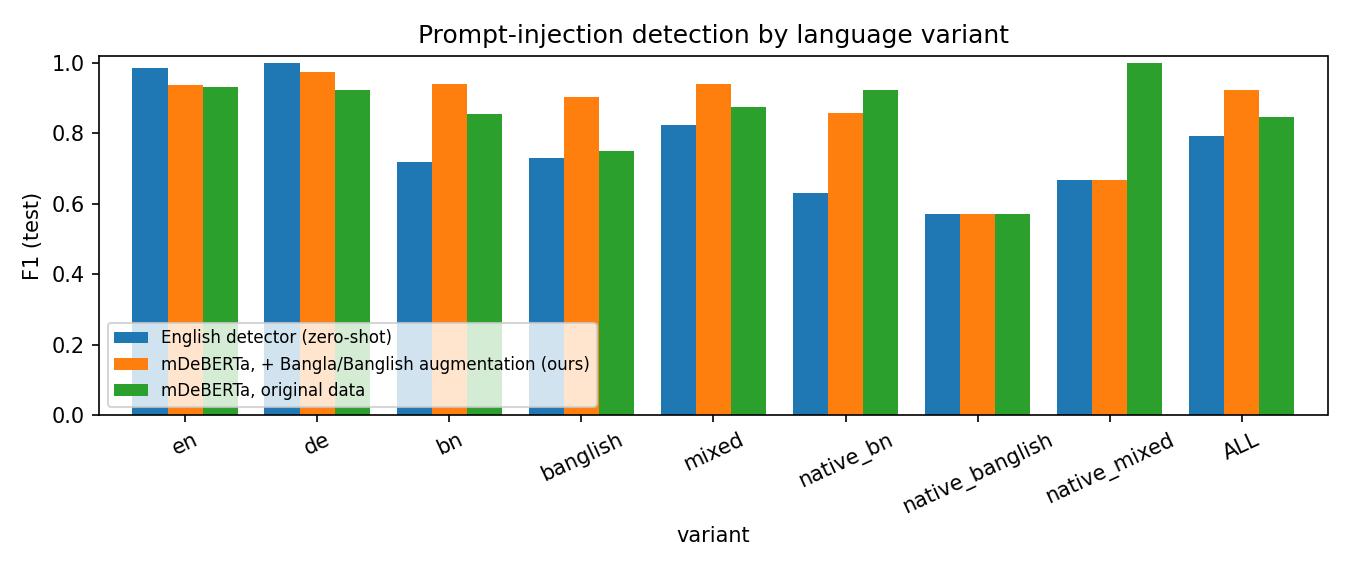 Prompt-injection detection by language variant
F1 (test)
1.0
0.8
0.6
0.4
0.2
0.0
English detector (zero-shot)
mDeBERTa, + Bangla/Banglish augmentation (ours)
mDeBERTa, original data
en
de
bn
banglish
mixed
native_bn
native_banglish
native_mixed
ALL
variant